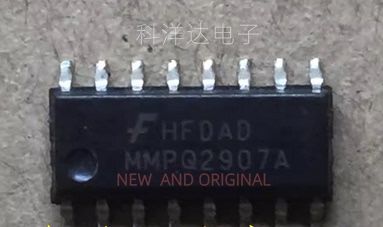 科洋达电子
F HFDAD
MMPQ2907A
NEW AND ORIGINAL